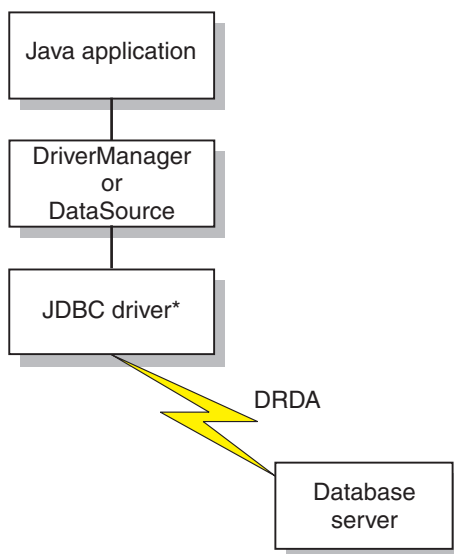 Java application
DriverManager
or
DataSource
JDBC driver*
DRDA
Database
server